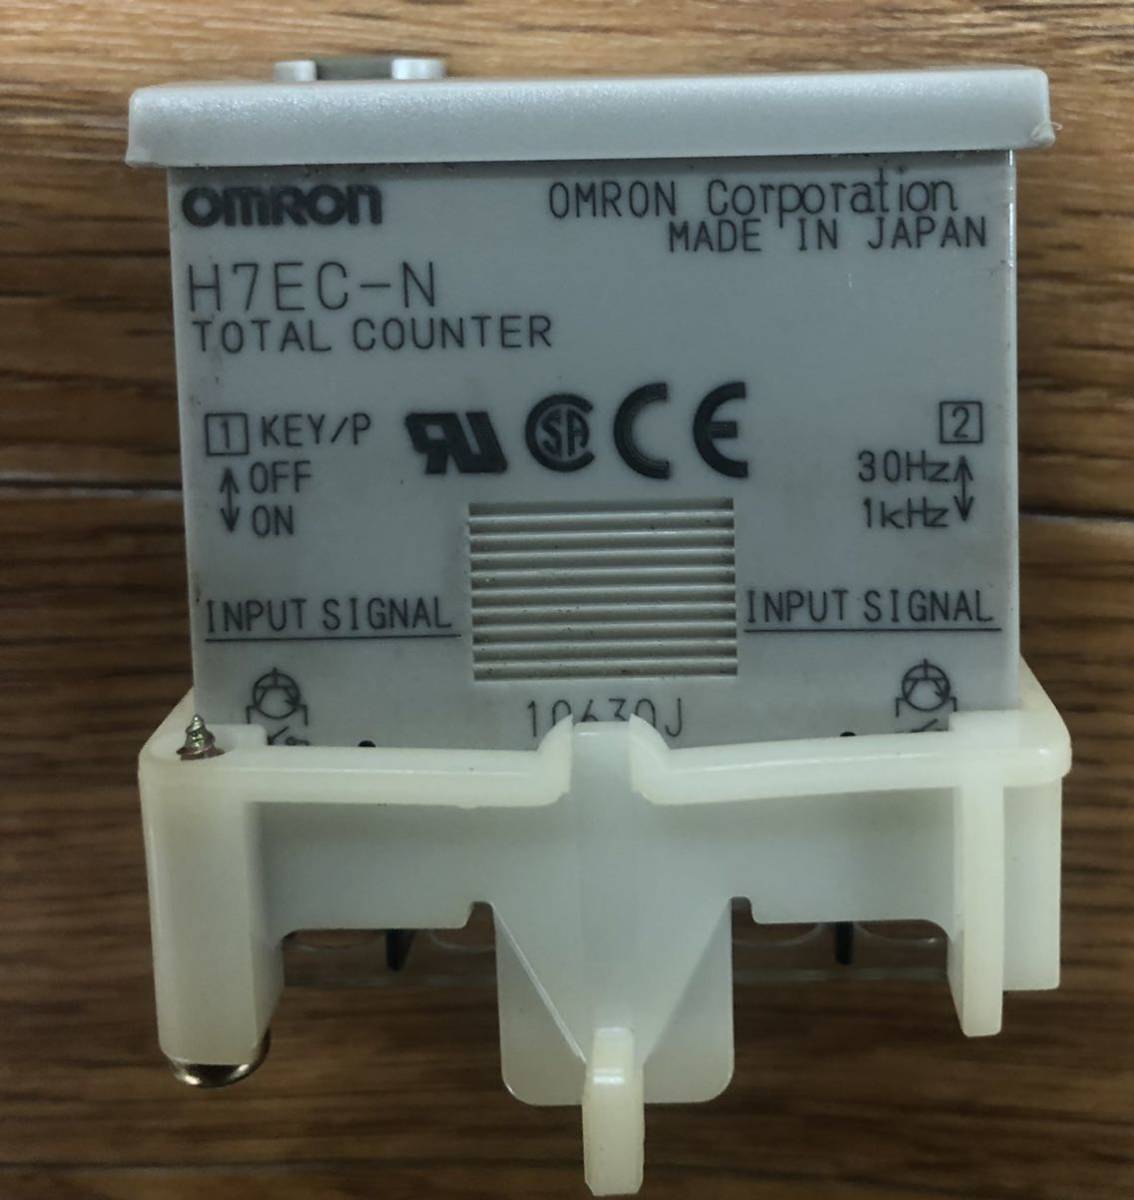 OMRON
OMRON Corporation
MADE IN JAPAN
H7EC-N
TOTAL COUNTER
1 KEY/P
OFF
ON
CE
2
30Hz
1kHz
INPUT SIGNAL
INPUT SIGNAL